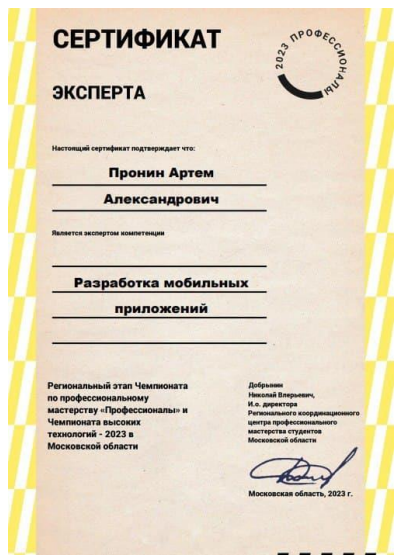 СЕРТИФИКАТ
2023 ПРОФЕССИОНАЛЫ
ЭКСПЕРТА
Настоящий сертификат подтверждает что:
Пронин Артем
Александрович
Является экспертом компетенции
Разработка мобильных
приложений
Региональный этап Чемпионата
по профессиональному
мастерству «Профессионалы» и
Чемпионата высоких
технологий - 2023 в
Московской области
Добрынин
Николай Влерьевич,
И.о. директора
Регионального координационного
центра профессионального
мастерства студентов
Московской области
Московская область, 2023 г.